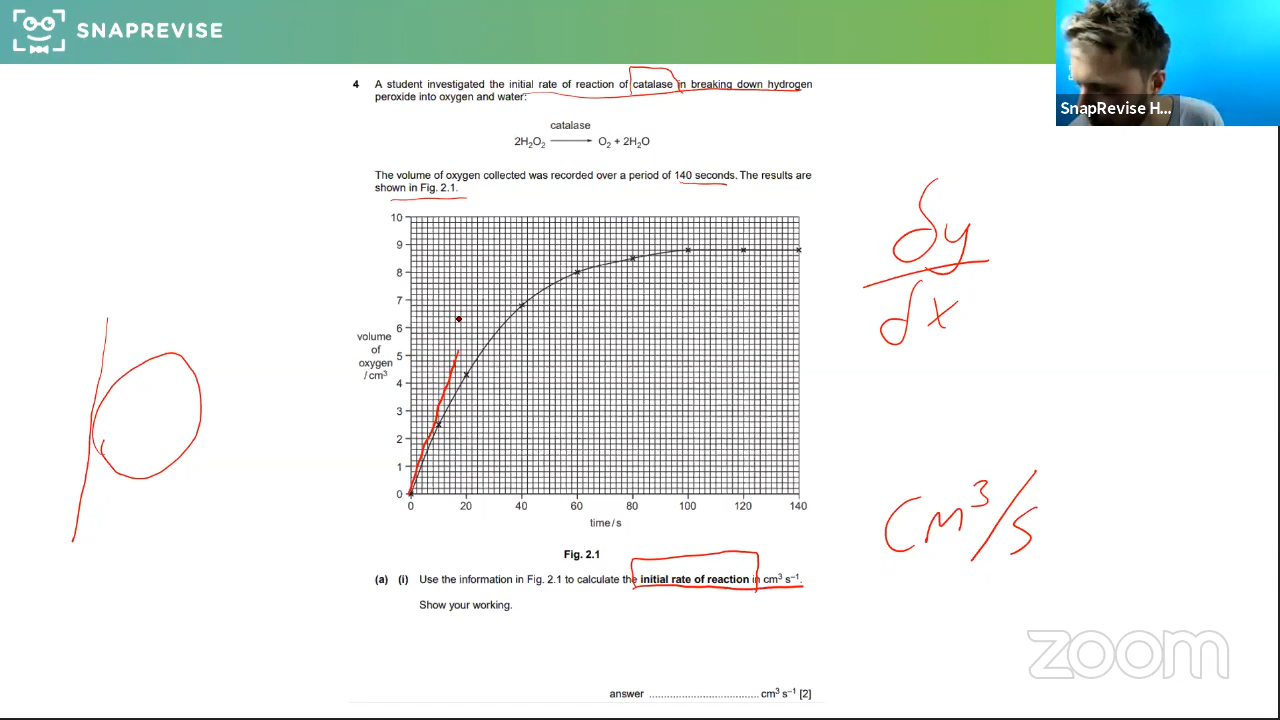 SNAPREVISE
SnapRevise H...
4 A student investigated the initial rate of reaction of catalase in breaking down hydrogen
peroxide into oxygen and water:
catalase
2H₂O₂ ⟶ O₂ + 2H₂O
The volume of oxygen collected was recorded over a period of 140 seconds. The results are
shown in Fig. 2.1.
10
9
8
7
6
5
4
3
2
1
0
volume
of
oxygen
/ cm³
0 20 40 60 80 100 120 140
time / s
Fig. 2.1
(a) (i) Use the information in Fig. 2.1 to calculate the initial rate of reaction in cm³ s⁻¹.
Show your working.
answer ..................................... cm³ s⁻¹ [2]
δy
δx
cm³/s
zoom